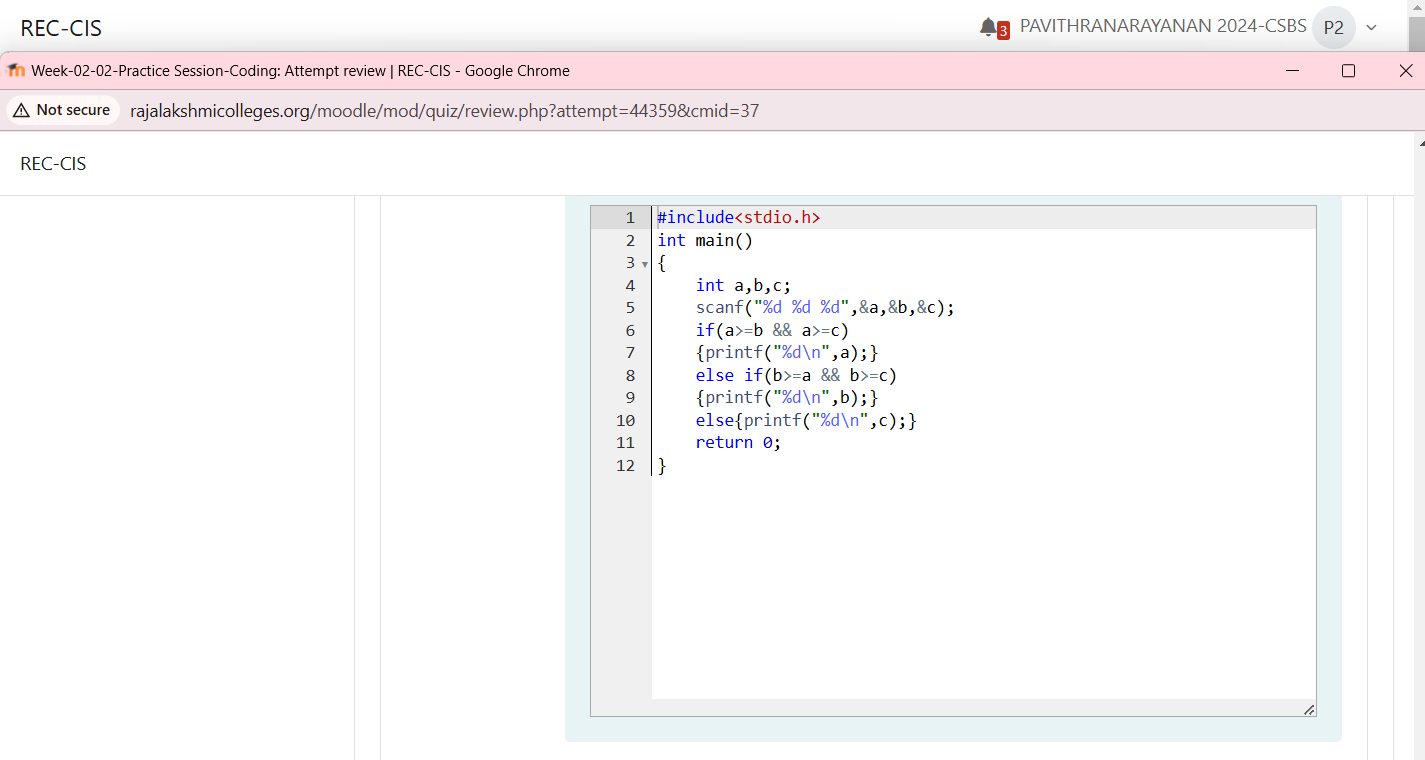 REC-CIS
3 PAVITHRANARAYANAN 2024-CSBS P2
Week-02-02-Practice Session-Coding: Attempt review | REC-CIS - Google Chrome
Not secure rajalakshmicolleges.org/moodle/mod/quiz/review.php?attempt=44359&cmid=37
REC-CIS
1 #include<stdio.h>
2 int main()
3 {
4     int a,b,c;
5     scanf("%d %d %d",&a,&b,&c);
6     if(a>=b && a>=c)
7     {printf("%d\n",a);}
8     else if(b>=a && b>=c)
9     {printf("%d\n",b);}
10     else{printf("%d\n",c);}
11     return 0;
12 }